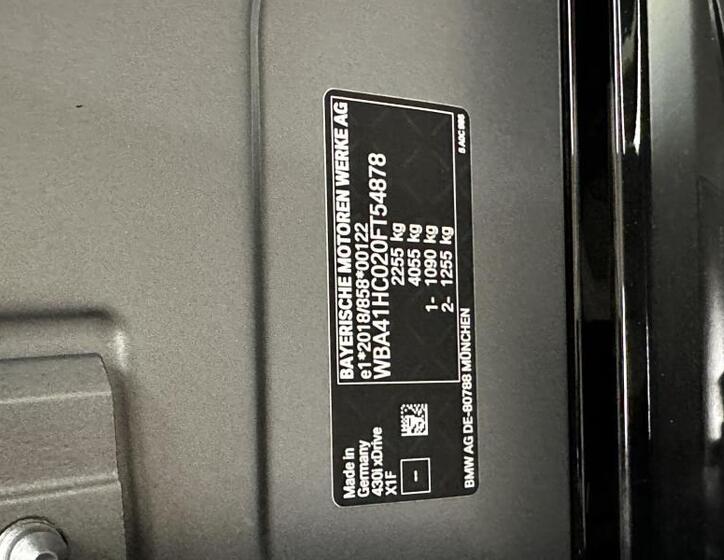 BAYERISCHE MOTOREN WERKE AG
e1*2018/858*00122
WBA41HC020FT54878
2255 kg
4055 kg
1- 1090 kg
2- 1255 kg
Made in
Germany
430i xDrive
X1F
-
BMW AG DE-80788 MÜNCHEN